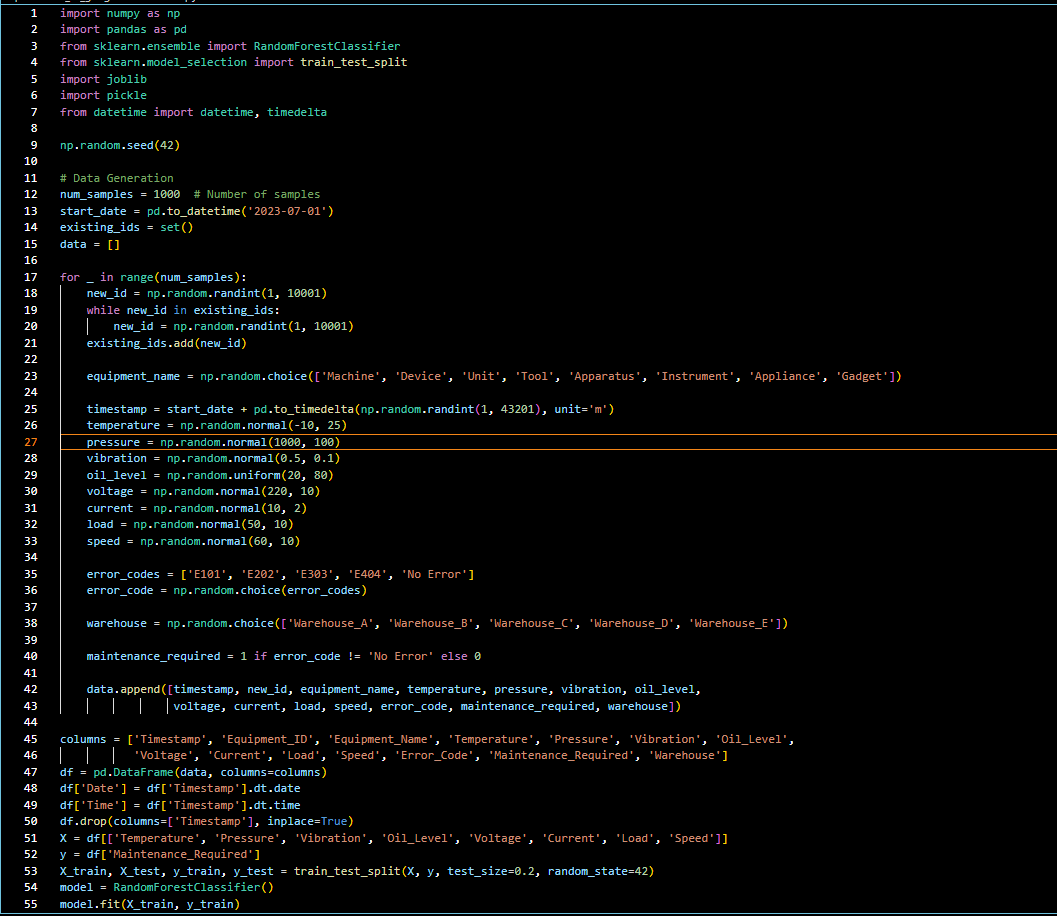 1 import numpy as np
2 import pandas as pd
3 from sklearn.ensemble import RandomForestClassifier
4 from sklearn.model_selection import train_test_split
5 import joblib
6 import pickle
7 from datetime import datetime, timedelta
8
9 np.random.seed(42)
10
11 # Data Generation
12 num_samples = 1000  # Number of samples
13 start_date = pd.to_datetime('2023-07-01')
14 existing_ids = set()
15 data = []
16
17 for _ in range(num_samples):
18     new_id = np.random.randint(1, 10001)
19     while new_id in existing_ids:
20         new_id = np.random.randint(1, 10001)
21     existing_ids.add(new_id)
22
23     equipment_name = np.random.choice(['Machine', 'Device', 'Unit', 'Tool', 'Apparatus', 'Instrument', 'Appliance', 'Gadget'])
24
25     timestamp = start_date + pd.to_timedelta(np.random.randint(1, 43201), unit='m')
26     temperature = np.random.normal(-10, 25)
27     pressure = np.random.normal(1000, 100)
28     vibration = np.random.normal(0.5, 0.1)
29     oil_level = np.random.uniform(20, 80)
30     voltage = np.random.normal(220, 10)
31     current = np.random.normal(10, 2)
32     load = np.random.normal(50, 10)
33     speed = np.random.normal(60, 10)
34
35     error_codes = ['E101', 'E202', 'E303', 'E404', 'No Error']
36     error_code = np.random.choice(error_codes)
37
38     warehouse = np.random.choice(['Warehouse_A', 'Warehouse_B', 'Warehouse_C', 'Warehouse_D', 'Warehouse_E'])
39
40     maintenance_required = 1 if error_code != 'No Error' else 0
41
42     data.append([timestamp, new_id, equipment_name, temperature, pressure, vibration, oil_level,
43                  voltage, current, load, speed, error_code, maintenance_required, warehouse])
44
45 columns = ['Timestamp', 'Equipment_ID', 'Equipment_Name', 'Temperature', 'Pressure', 'Vibration', 'Oil_Level',
46            'Voltage', 'Current', 'Load', 'Speed', 'Error_Code', 'Maintenance_Required', 'Warehouse']
47 df = pd.DataFrame(data, columns=columns)
48 df['Date'] = df['Timestamp'].dt.date
49 df['Time'] = df['Timestamp'].dt.time
50 df.drop(columns=['Timestamp'], inplace=True)
51 X = df[['Temperature', 'Pressure', 'Vibration', 'Oil_Level', 'Voltage', 'Current', 'Load', 'Speed']]
52 y = df['Maintenance_Required']
53 X_train, X_test, y_train, y_test = train_test_split(X, y, test_size=0.2, random_state=42)
54 model = RandomForestClassifier()
55 model.fit(X_train, y_train)